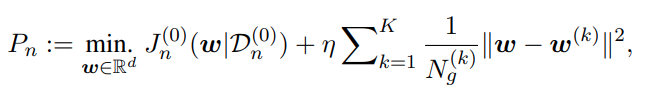 $P_n := \min_{\boldsymbol{w} \in \mathbb{R}^d}. J_n^{(0)}(\boldsymbol{w}|\mathcal{D}_n^{(0)}) + \eta \sum_{k=1}^{K} \frac{1}{N_g^{(k)}} \|\boldsymbol{w} - \boldsymbol{w}^{(k)}\|^2,$